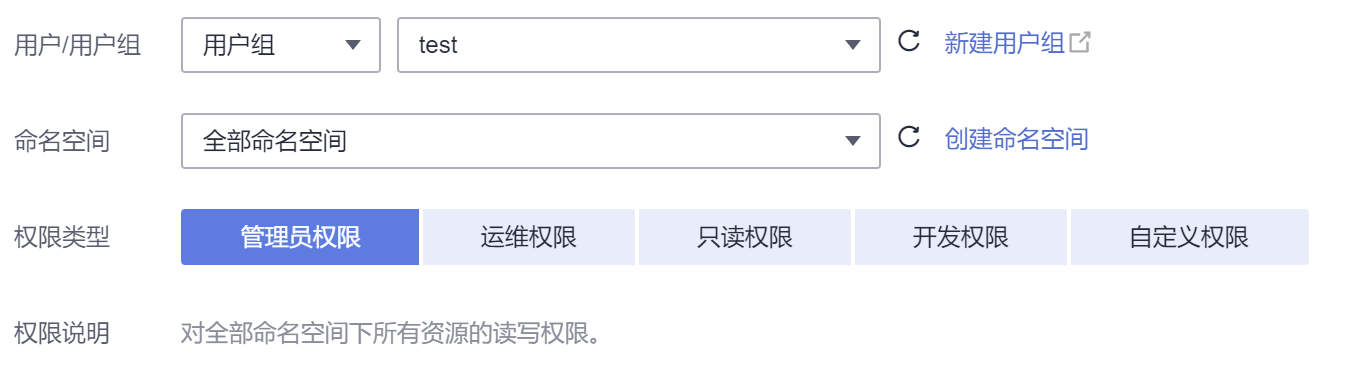 用户/用户组 用户组 test 新建用户组
命名空间 全部命名空间 创建命名空间
权限类型 管理员权限 运维权限 只读权限 开发权限 自定义权限
权限说明 对全部命名空间下所有资源的读写权限。